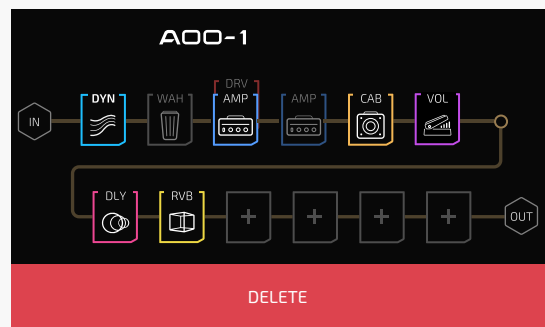 A00-1
DRV
IN DYN WAH AMP AMP CAB VOL
DLY RVB + + + + OUT
DELETE